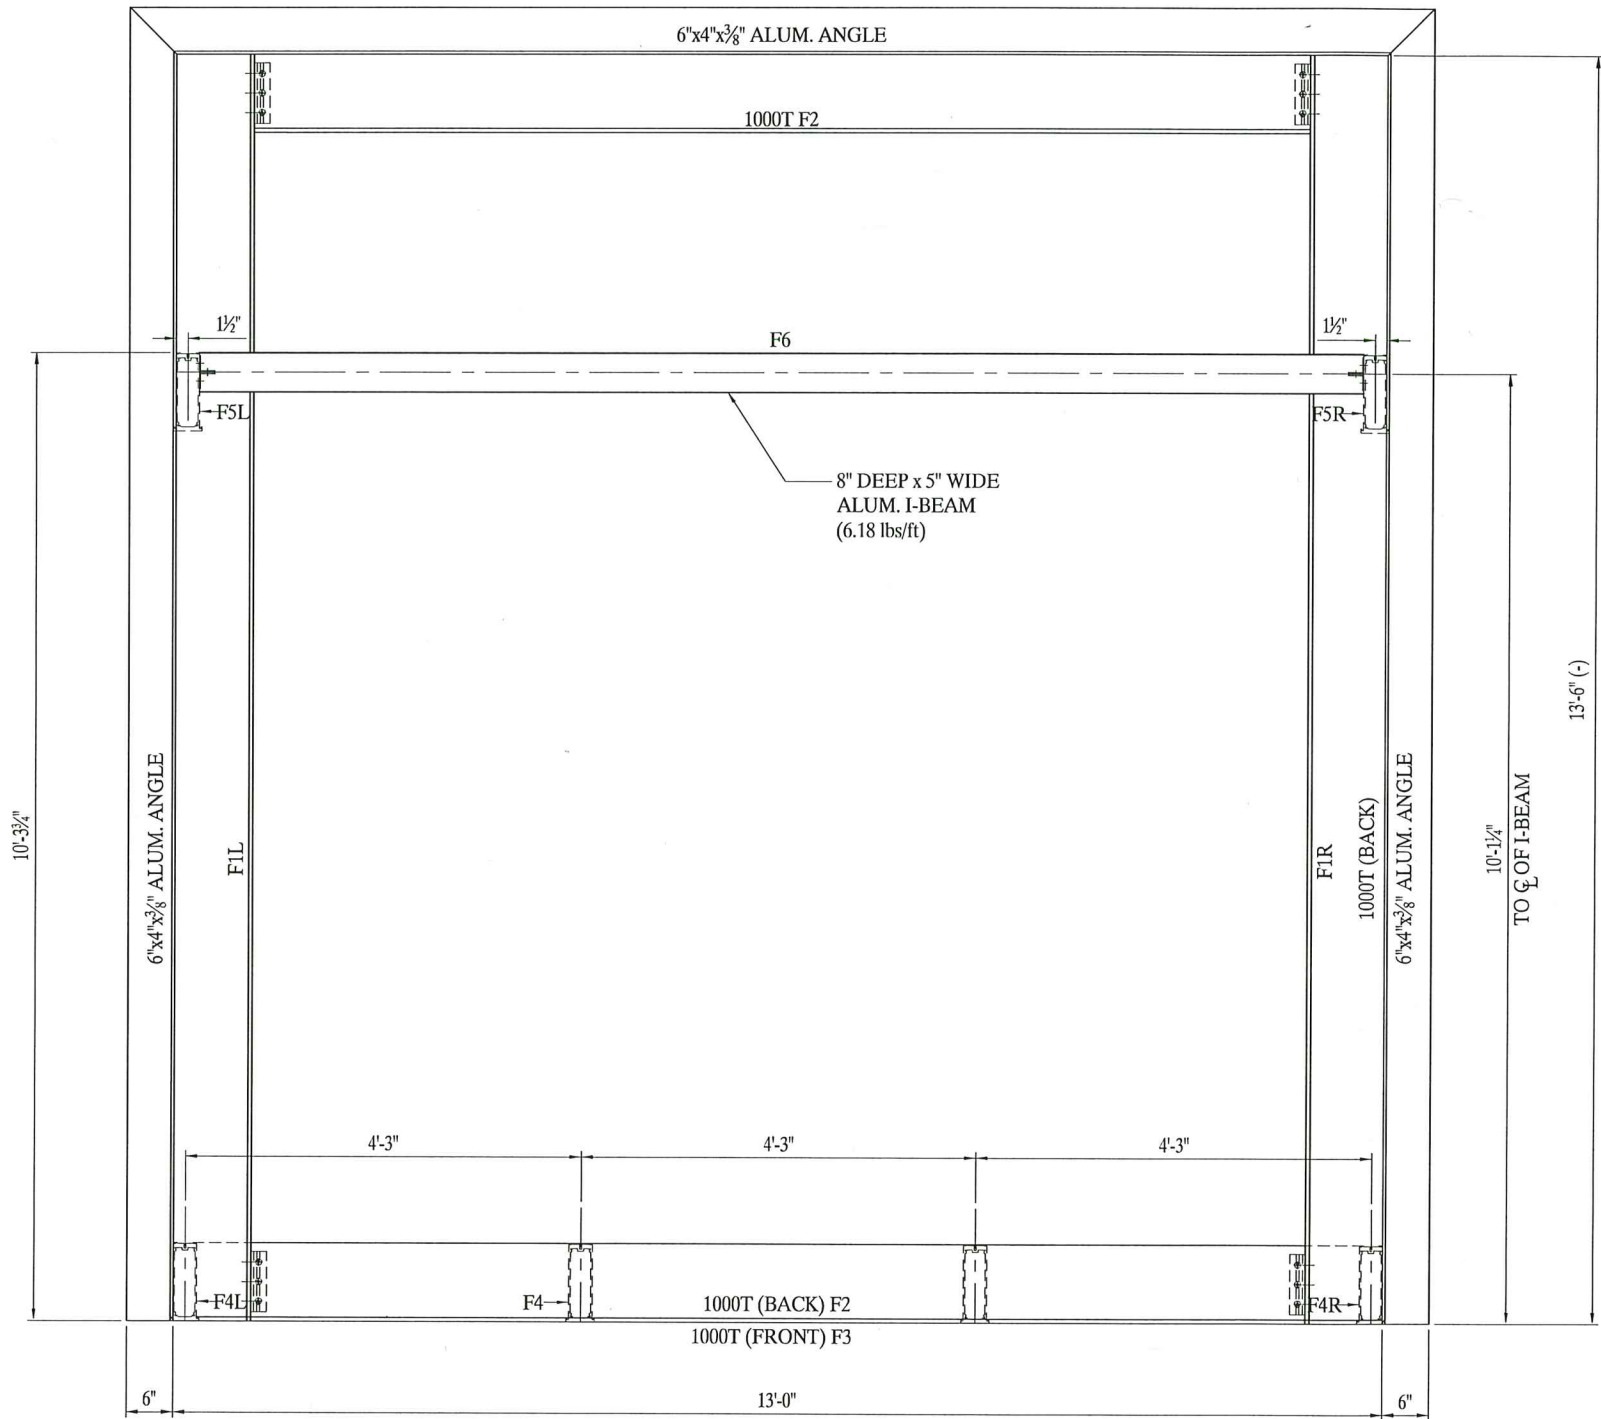 6"x4"x⅜" ALUM. ANGLE
1000T F2
1½"
1½"
F6
F5L
F5R
8" DEEP x 5" WIDE
ALUM. I-BEAM
(6.18 lbs/ft)
13'-6" (-)
10'-3¾"
6"x4"x⅜" ALUM. ANGLE
F1L
F1R
1000T (BACK)
6"x4"x⅜" ALUM. ANGLE
10'-1¼"
TO ℄ OF I-BEAM
4'-3"
4'-3"
4'-3"
F4L
F4
1000T (BACK) F2
F4R
1000T (FRONT) F3
6"
13'-0"
6"